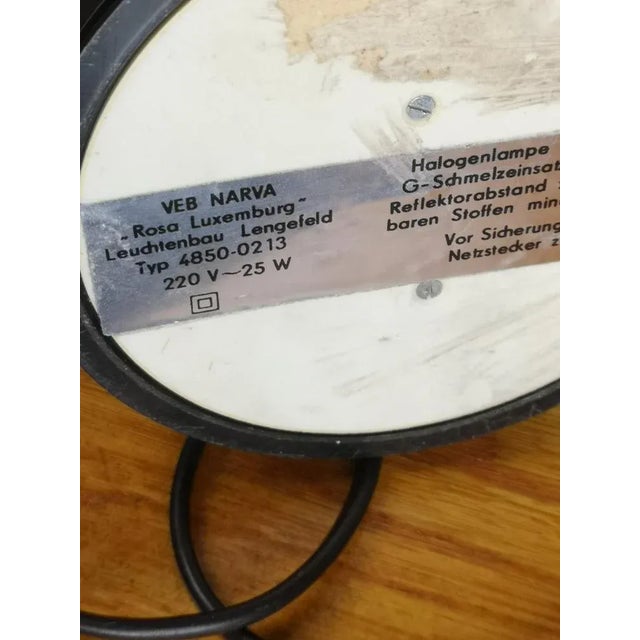 VEB NARVA
"Rosa Luxemburg"
Leuchtenbau Lengefeld
Typ 4850-0213
220 V~25 W
Halogenlampe
G-Schmelzeinsat
Reflektorabstand
baren Stoffen min
Vor Sicherung
Netzstecker z